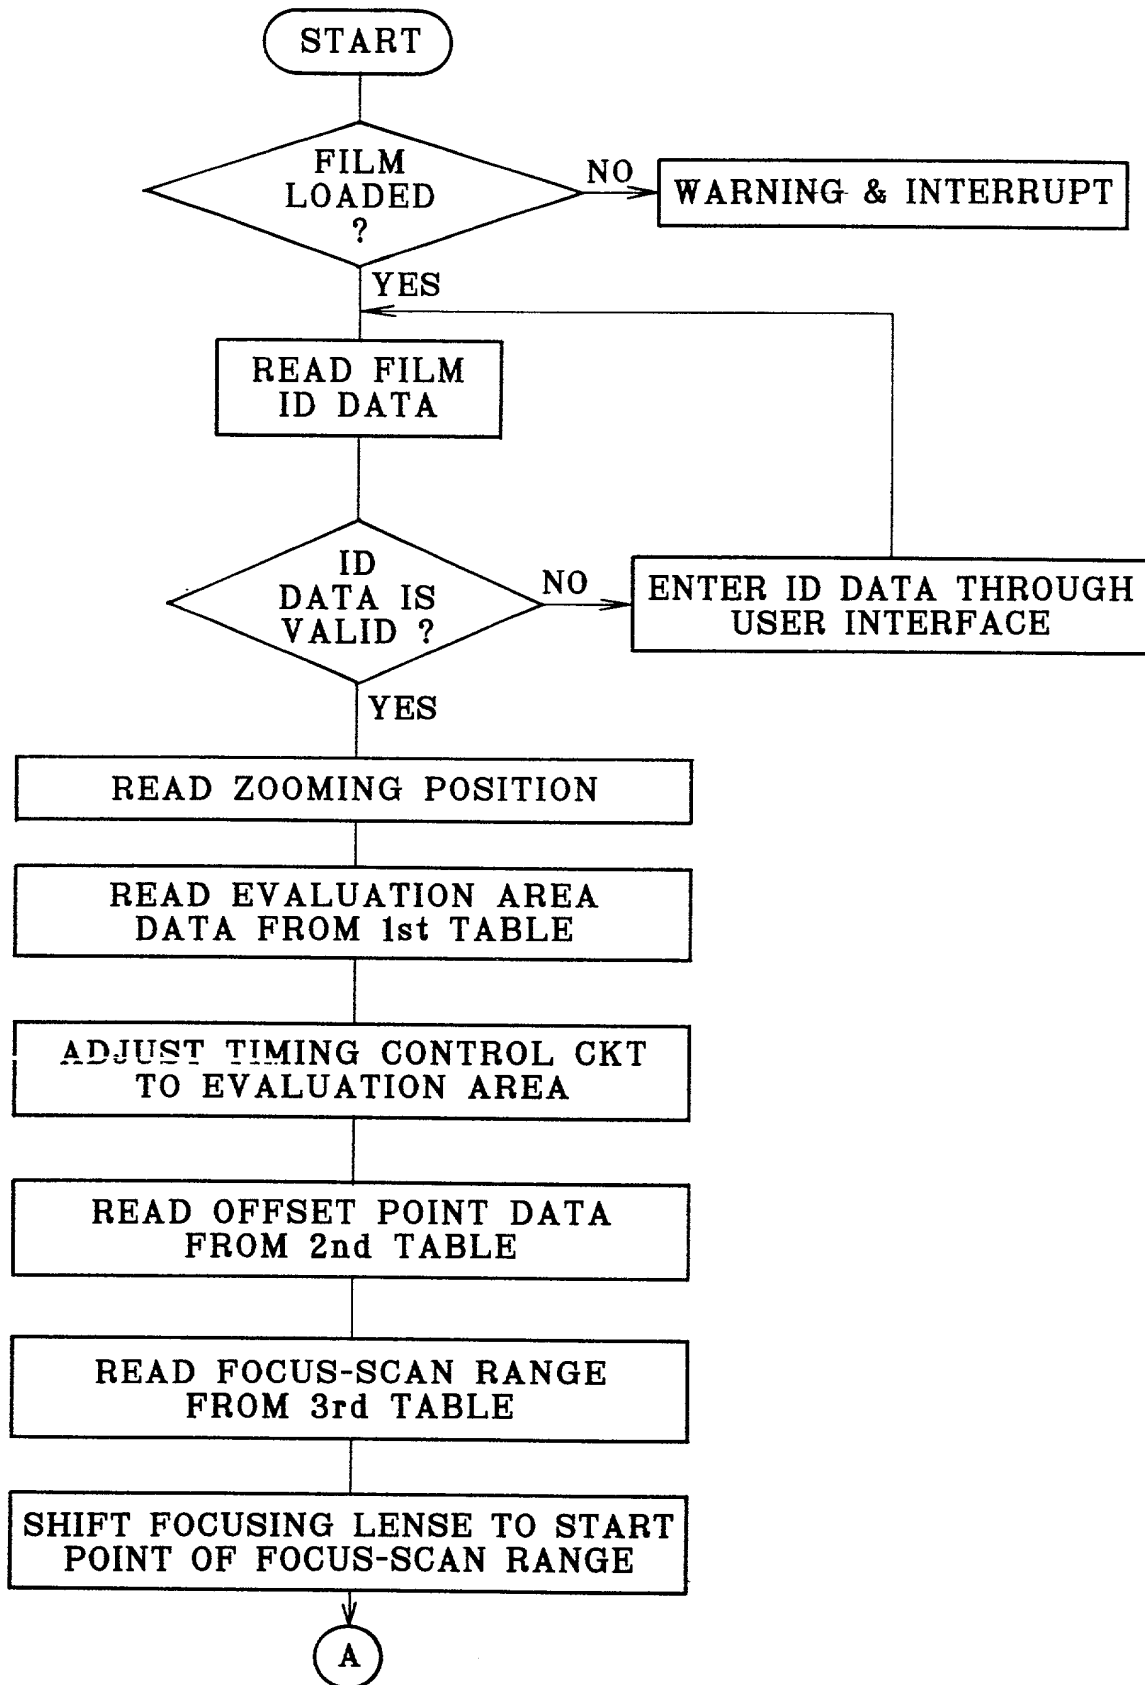 START
FILM
LOADED
?
NO
WARNING & INTERRUPT
YES
READ FILM
ID DATA
ID
DATA IS
VALID ?
NO
ENTER ID DATA THROUGH
USER INTERFACE
YES
READ ZOOMING POSITION
READ EVALUATION AREA
DATA FROM 1st TABLE
ADJUST TIMING CONTROL CKT
TO EVALUATION AREA
READ OFFSET POINT DATA
FROM 2nd TABLE
READ FOCUS-SCAN RANGE
FROM 3rd TABLE
SHIFT FOCUSING LENSE TO START
POINT OF FOCUS-SCAN RANGE
A